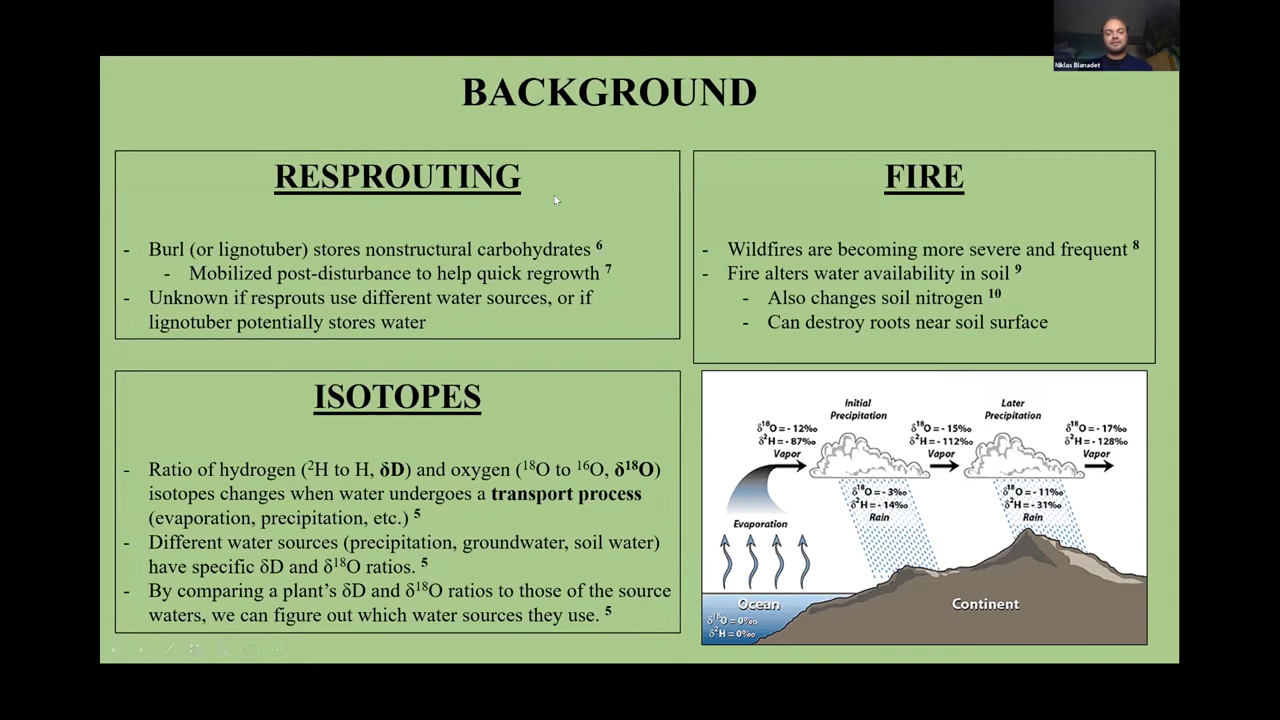 Niklas Blanadet
BACKGROUND
RESPROUTING
- Burl (or lignotuber) stores nonstructural carbohydrates 6
- Mobilized post-disturbance to help quick regrowth 7
- Unknown if resprouts use different water sources, or if
lignotuber potentially stores water
FIRE
- Wildfires are becoming more severe and frequent 8
- Fire alters water availability in soil 9
- Also changes soil nitrogen 10
- Can destroy roots near soil surface
ISOTOPES
- Ratio of hydrogen (²H to H, δD) and oxygen (¹⁸O to ¹⁶O, δ¹⁸O)
isotopes changes when water undergoes a transport process
(evaporation, precipitation, etc.) 5
- Different water sources (precipitation, groundwater, soil water)
have specific δD and δ¹⁸O ratios. 5
- By comparing a plant's δD and δ¹⁸O ratios to those of the source
waters, we can figure out which water sources they use. 5
Initial
Precipitation
Later
Precipitation
δ¹⁸O = - 12‰
δ²H = - 87‰
Vapor
δ¹⁸O = - 15‰
δ²H = - 112‰
Vapor
δ¹⁸O = - 17‰
δ²H = - 128‰
Vapor
δ¹⁸O = - 3‰
δ²H = - 14‰
Rain
δ¹⁸O = - 11‰
δ²H = - 31‰
Rain
Evaporation
Ocean
δ¹⁸O = 0‰
δ²H = 0‰
Continent